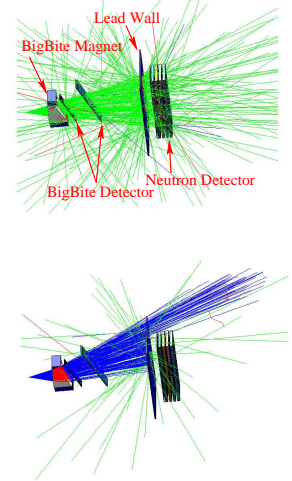 Lead Wall
BigBite Magnet
Neutron Detector
BigBite Detector